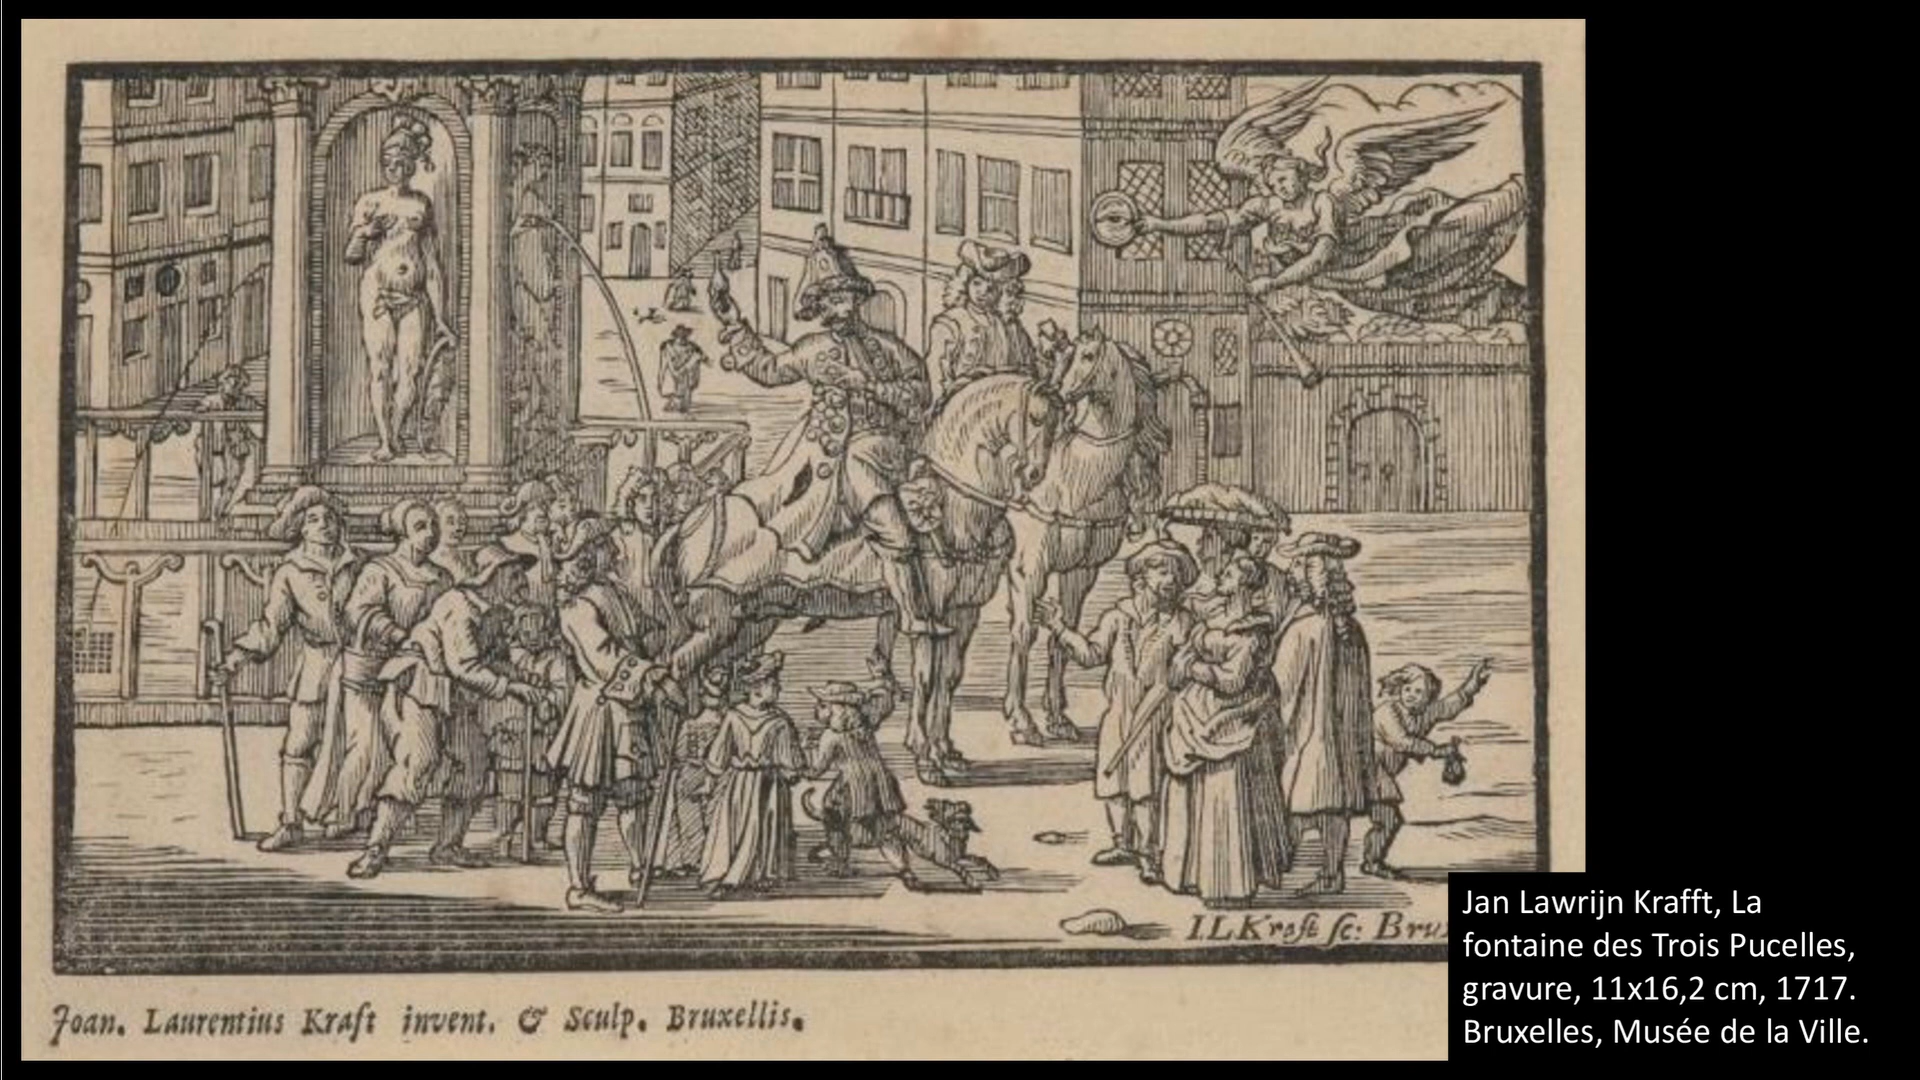 I.L.Kraft sc: Bru
Joan. Laurentius Kraft invent. & Sculp. Bruxellis.
Jan Lawrijn Krafft, La
fontaine des Trois Pucelles,
gravure, 11x16,2 cm, 1717.
Bruxelles, Musée de la Ville.